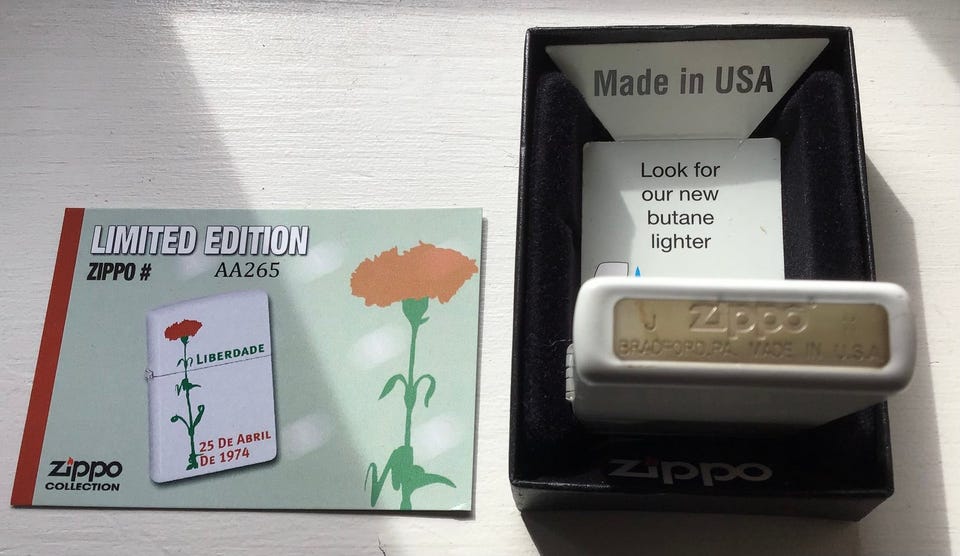 LIMITED EDITION
ZIPPO # AA265
LIBERDADE
25 DE ABRIL
DE 1974
zippo
COLLECTION
Made in USA
Look for
our new
butane
lighter
J zippo
BRADFORD, PA. MADE IN U.S.A
zippo